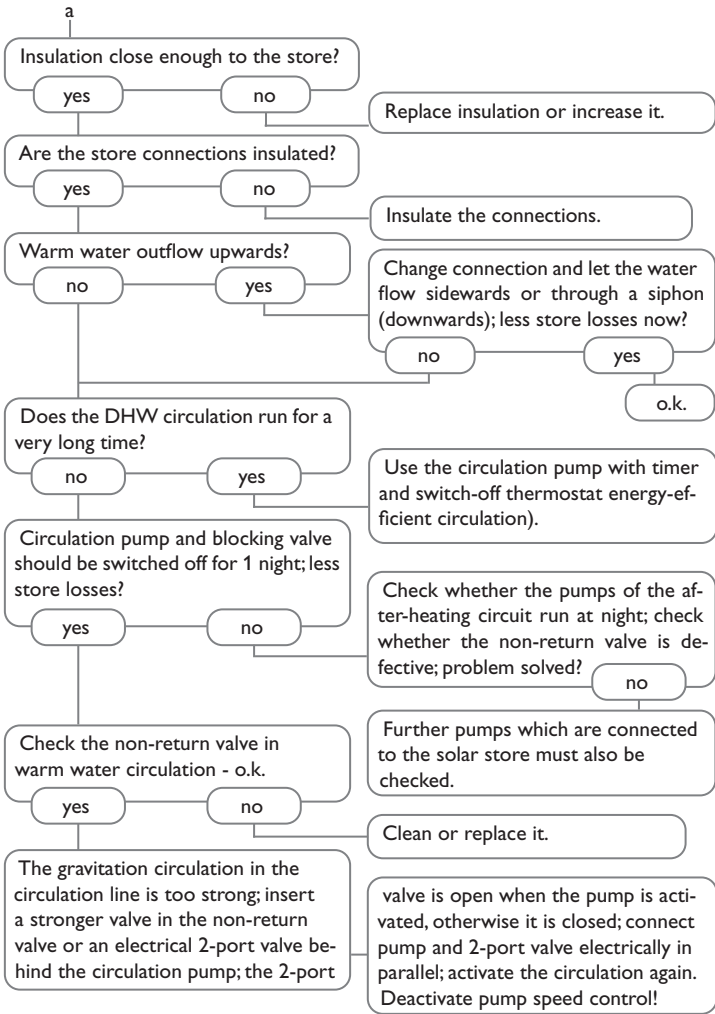 a
Insulation close enough to the store?
yes
no
Replace insulation or increase it.
Are the store connections insulated?
yes
no
Insulate the connections.
Warm water outflow upwards?
no
yes
Change connection and let the water
flow sidewards or through a siphon
(downwards); less store losses now?
no
yes
o.k.
Does the DHW circulation run for a
very long time?
no
yes
Use the circulation pump with timer
and switch-off thermostat energy-ef-
ficient circulation).
Circulation pump and blocking valve
should be switched off for 1 night; less
store losses?
yes
no
Check whether the pumps of the af-
ter-heating circuit run at night; check
whether the non-return valve is de-
fective; problem solved?
no
Further pumps which are connected
to the solar store must also be
checked.
Check the non-return valve in
warm water circulation - o.k.
yes
no
Clean or replace it.
The gravitation circulation in the
circulation line is too strong; insert
a stronger valve in the non-return
valve or an electrical 2-port valve be-
hind the circulation pump; the 2-port
valve is open when the pump is acti-
vated, otherwise it is closed; connect
pump and 2-port valve electrically in
parallel; activate the circulation again.
Deactivate pump speed control!